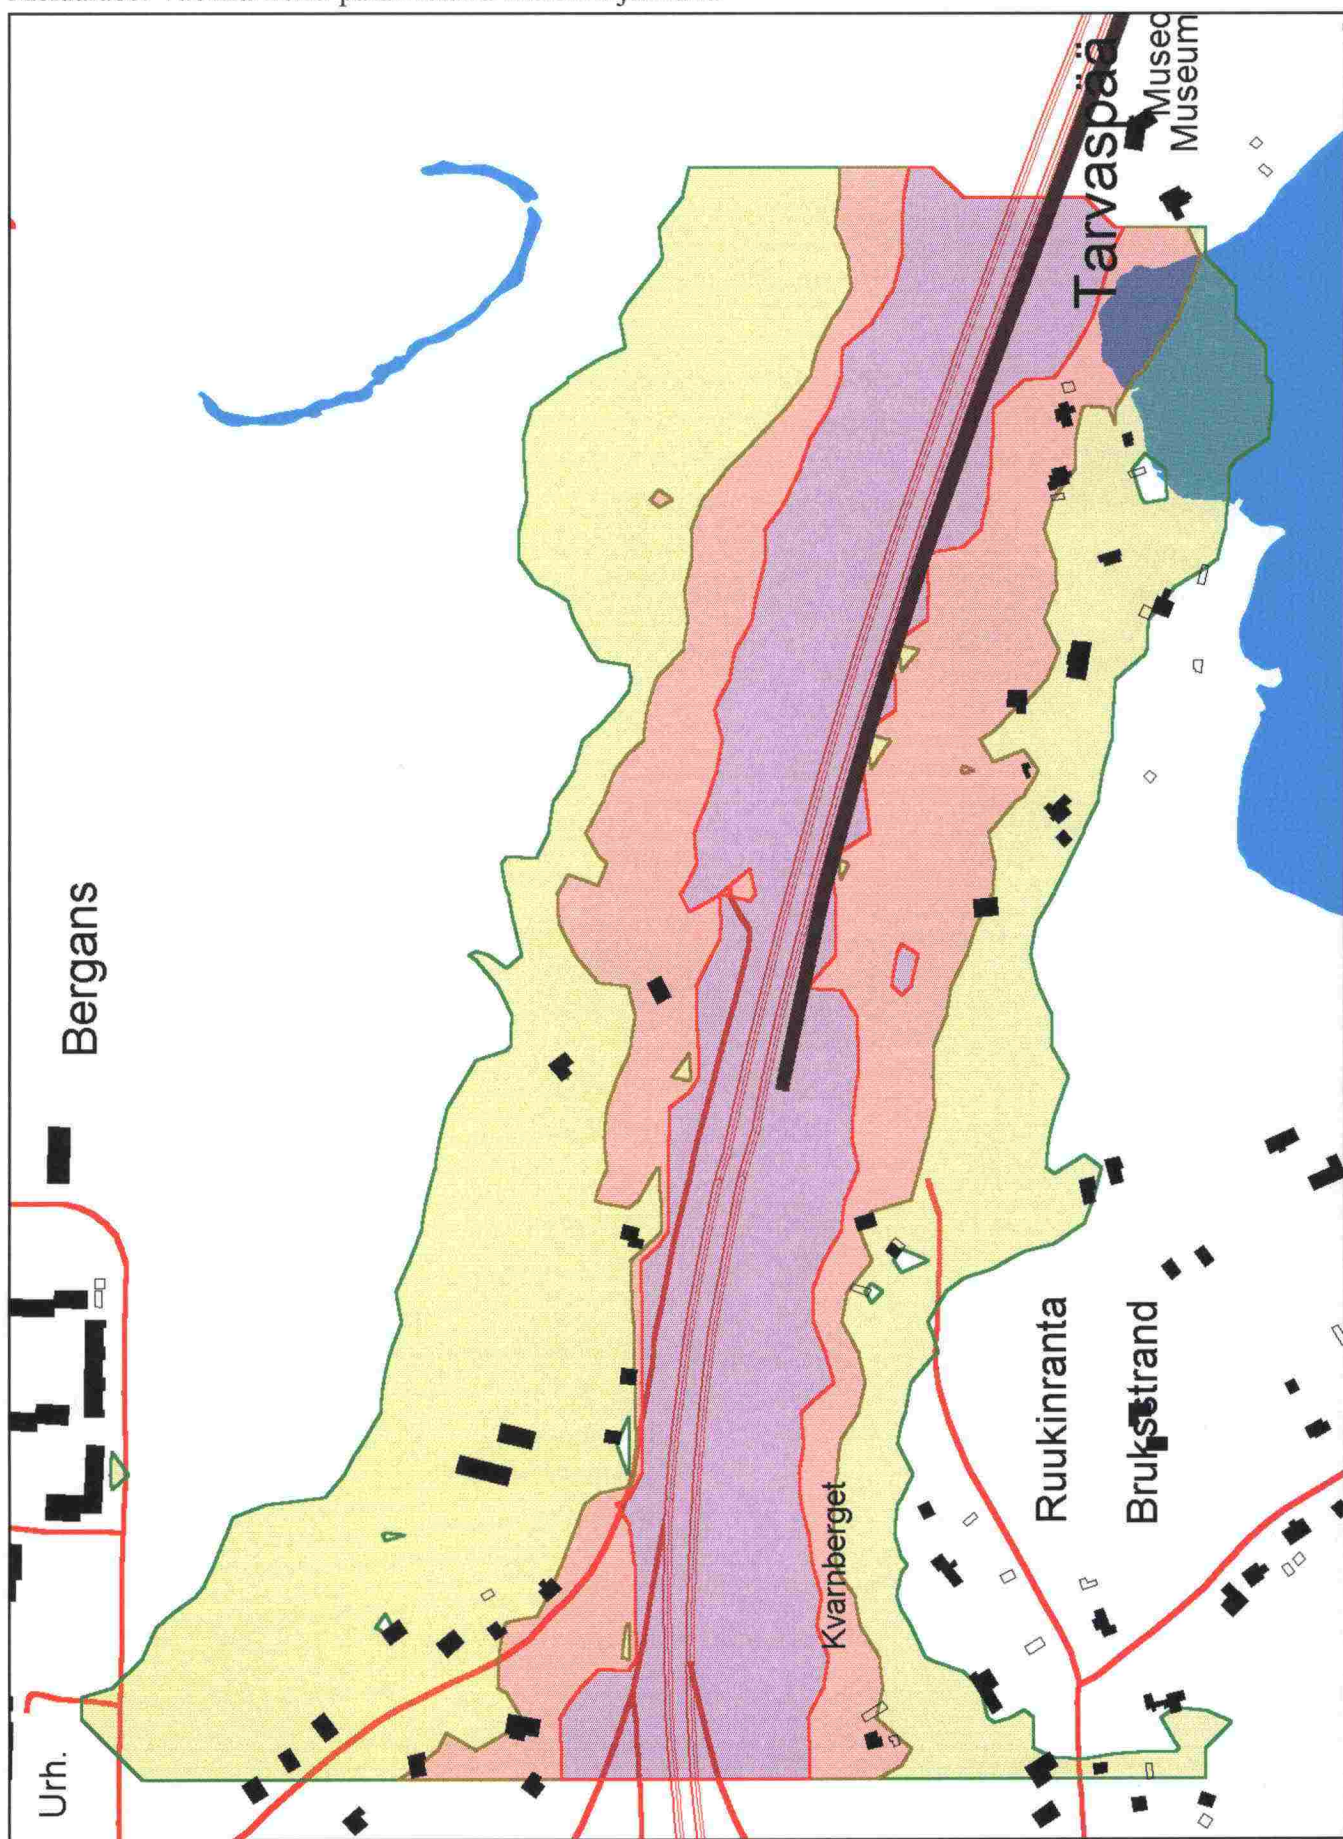 Tarvaspää
Museo
Museum
Bergans
Ruukinranta
Bruksstrand
Kvarnberget
Urh.